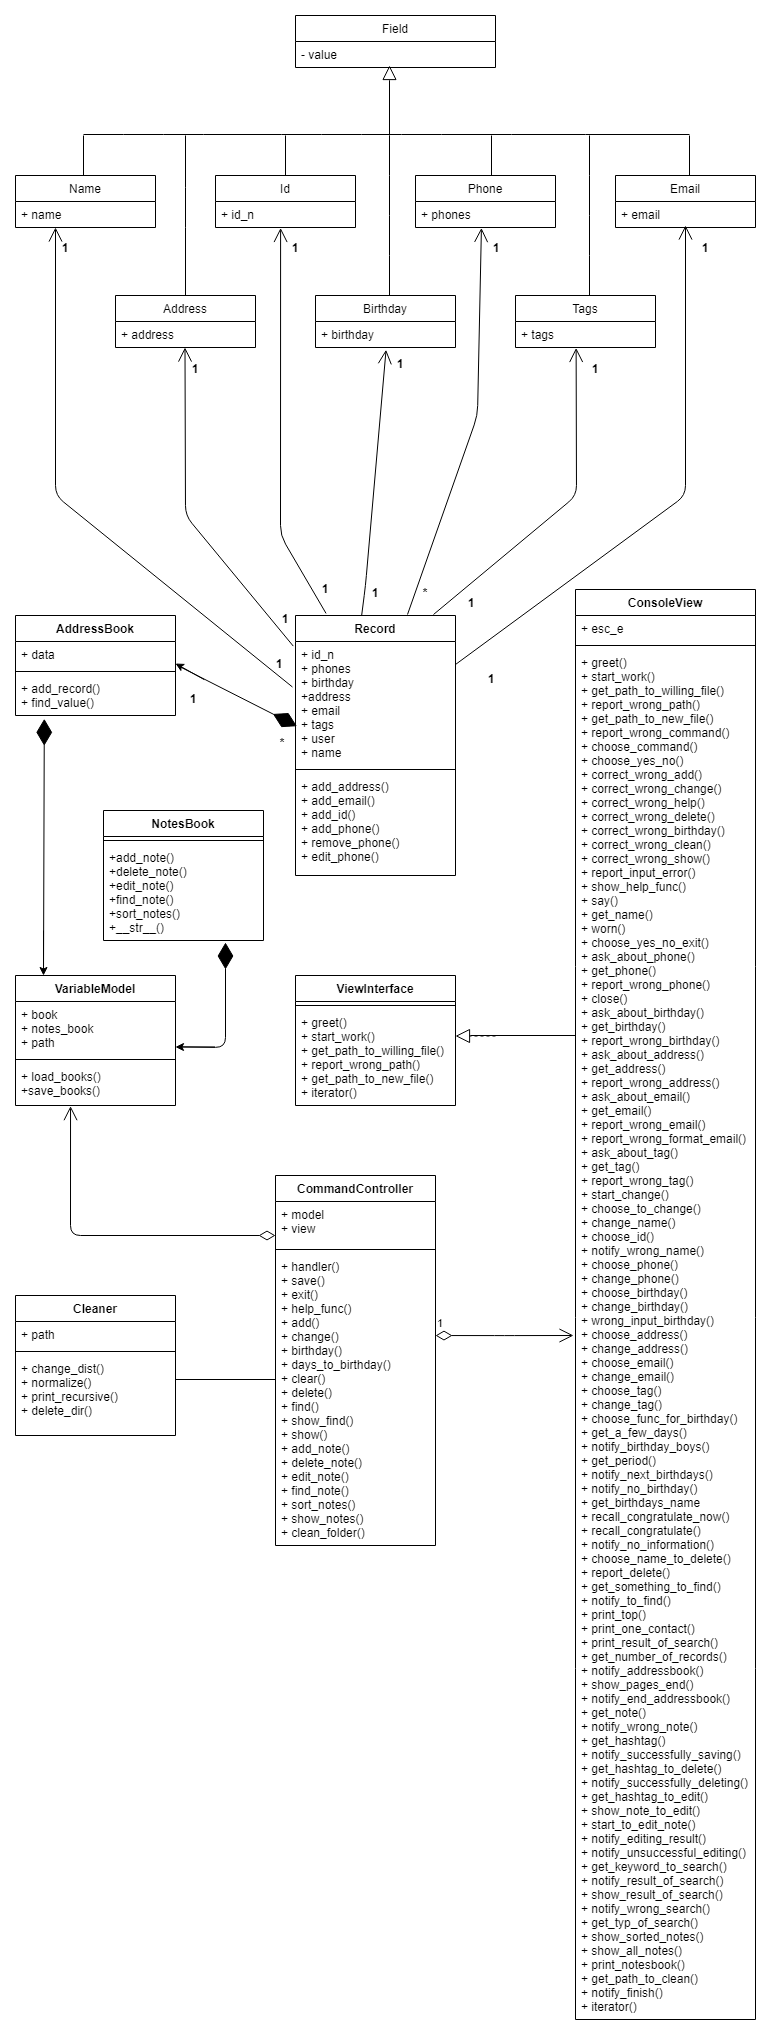 Field
- value
Name
+ name
Id
+ id_n
Phone
+ phones
Email
+ email
1
1
1
1
Address
+ address
Birthday
+ birthday
Tags
+ tags
1
1
1
1
1
*
1
1
1
1
AddressBook
+ data
+ add_record()
+ find_value()
1
*
Record
+ id_n
+ phones
+ birthday
+address
+ email
+ tags
+ user
+ name
+ add_address()
+ add_email()
+ add_id()
+ add_phone()
+ remove_phone()
+ edit_phone()
NotesBook
+add_note()
+delete_note()
+edit_note()
+find_note()
+sort_notes()
+__str__()
VariableModel
+ book
+ notes_book
+ path
+ load_books()
+save_books()
ViewInterface
+ greet()
+ start_work()
+ get_path_to_willing_file()
+ report_wrong_path()
+ get_path_to_new_file()
+ iterator()
CommandController
+ model
+ view
+ handler()
+ save()
+ exit()
+ help_func()
+ add()
+ change()
+ birthday()
+ days_to_birthday()
+ clear()
+ delete()
+ find()
+ show_find()
+ show()
+ add_note()
+ delete_note()
+ edit_note()
+ find_note()
+ sort_notes()
+ show_notes()
+ clean_folder()
1
Cleaner
+ path
+ change_dist()
+ normalize()
+ print_recursive()
+ delete_dir()
ConsoleView
+ esc_e
+ greet()
+ start_work()
+ get_path_to_willing_file()
+ report_wrong_path()
+ get_path_to_new_file()
+ report_wrong_command()
+ choose_command()
+ choose_yes_no()
+ correct_wrong_add()
+ correct_wrong_change()
+ correct_wrong_help()
+ correct_wrong_delete()
+ correct_wrong_birthday()
+ correct_wrong_clean()
+ correct_wrong_show()
+ report_input_error()
+ show_help_func()
+ say()
+ get_name()
+ worn()
+ choose_yes_no_exit()
+ ask_about_phone()
+ get_phone()
+ report_wrong_phone()
+ close()
+ ask_about_birthday()
+ get_birthday()
+ report_wrong_birthday()
+ ask_about_address()
+ get_address()
+ report_wrong_address()
+ ask_about_email()
+ get_email()
+ report_wrong_email()
+ report_wrong_format_email()
+ ask_about_tag()
+ get_tag()
+ report_wrong_tag()
+ start_change()
+ choose_to_change()
+ change_name()
+ choose_id()
+ notify_wrong_name()
+ choose_phone()
+ change_phone()
+ choose_birthday()
+ change_birthday()
+ wrong_input_birthday()
+ choose_address()
+ change_address()
+ choose_email()
+ change_email()
+ choose_tag()
+ change_tag()
+ choose_func_for_birthday()
+ get_a_few_days()
+ notify_birthday_boys()
+ get_period()
+ notify_next_birthdays()
+ notify_no_birthday()
+ get_birthdays_name
+ recall_congratulate_now()
+ recall_congratulate()
+ notify_no_information()
+ choose_name_to_delete()
+ report_delete()
+ get_something_to_find()
+ notify_to_find()
+ print_top()
+ print_one_contact()
+ print_result_of_search()
+ get_number_of_records()
+ notify_addressbook()
+ show_pages_end()
+ notify_end_addressbook()
+ get_note()
+ notify_wrong_note()
+ get_hashtag()
+ notify_successfully_saving()
+ get_hashtag_to_delete()
+ notify_successfully_deleting()
+ get_hashtag_to_edit()
+ show_note_to_edit()
+ start_to_edit_note()
+ notify_editing_result()
+ notify_unsuccessful_editing()
+ get_keyword_to_search()
+ notify_result_of_search()
+ show_result_of_search()
+ notify_wrong_search()
+ get_typ_of_search()
+ show_sorted_notes()
+ show_all_notes()
+ print_notesbook()
+ get_path_to_clean()
+ notify_finish()
+ iterator()